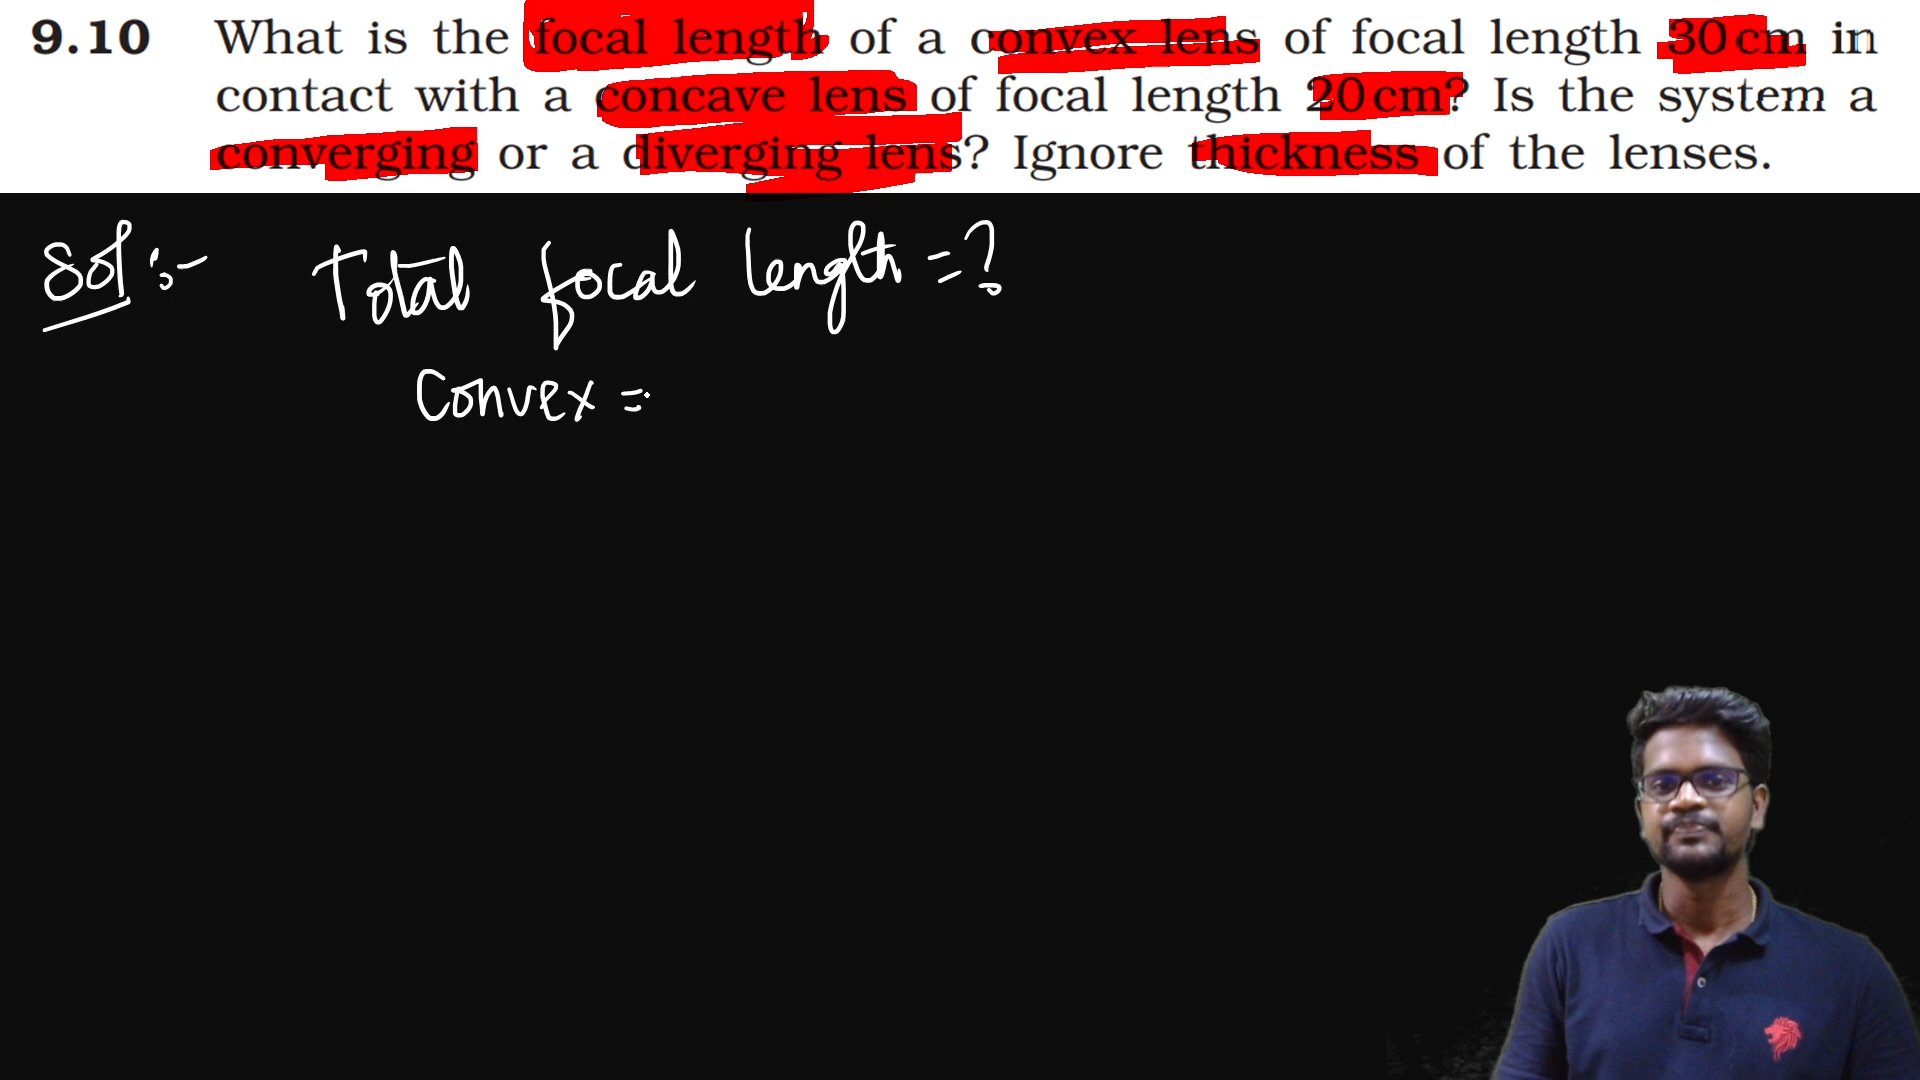 9.10 What is the focal length of a convex lens of focal length 30 cm in
contact with a concave lens of focal length 20 cm? Is the system a
converging or a diverging lens? Ignore thickness of the lenses.
Sol:- Total focal length = ?
Convex =